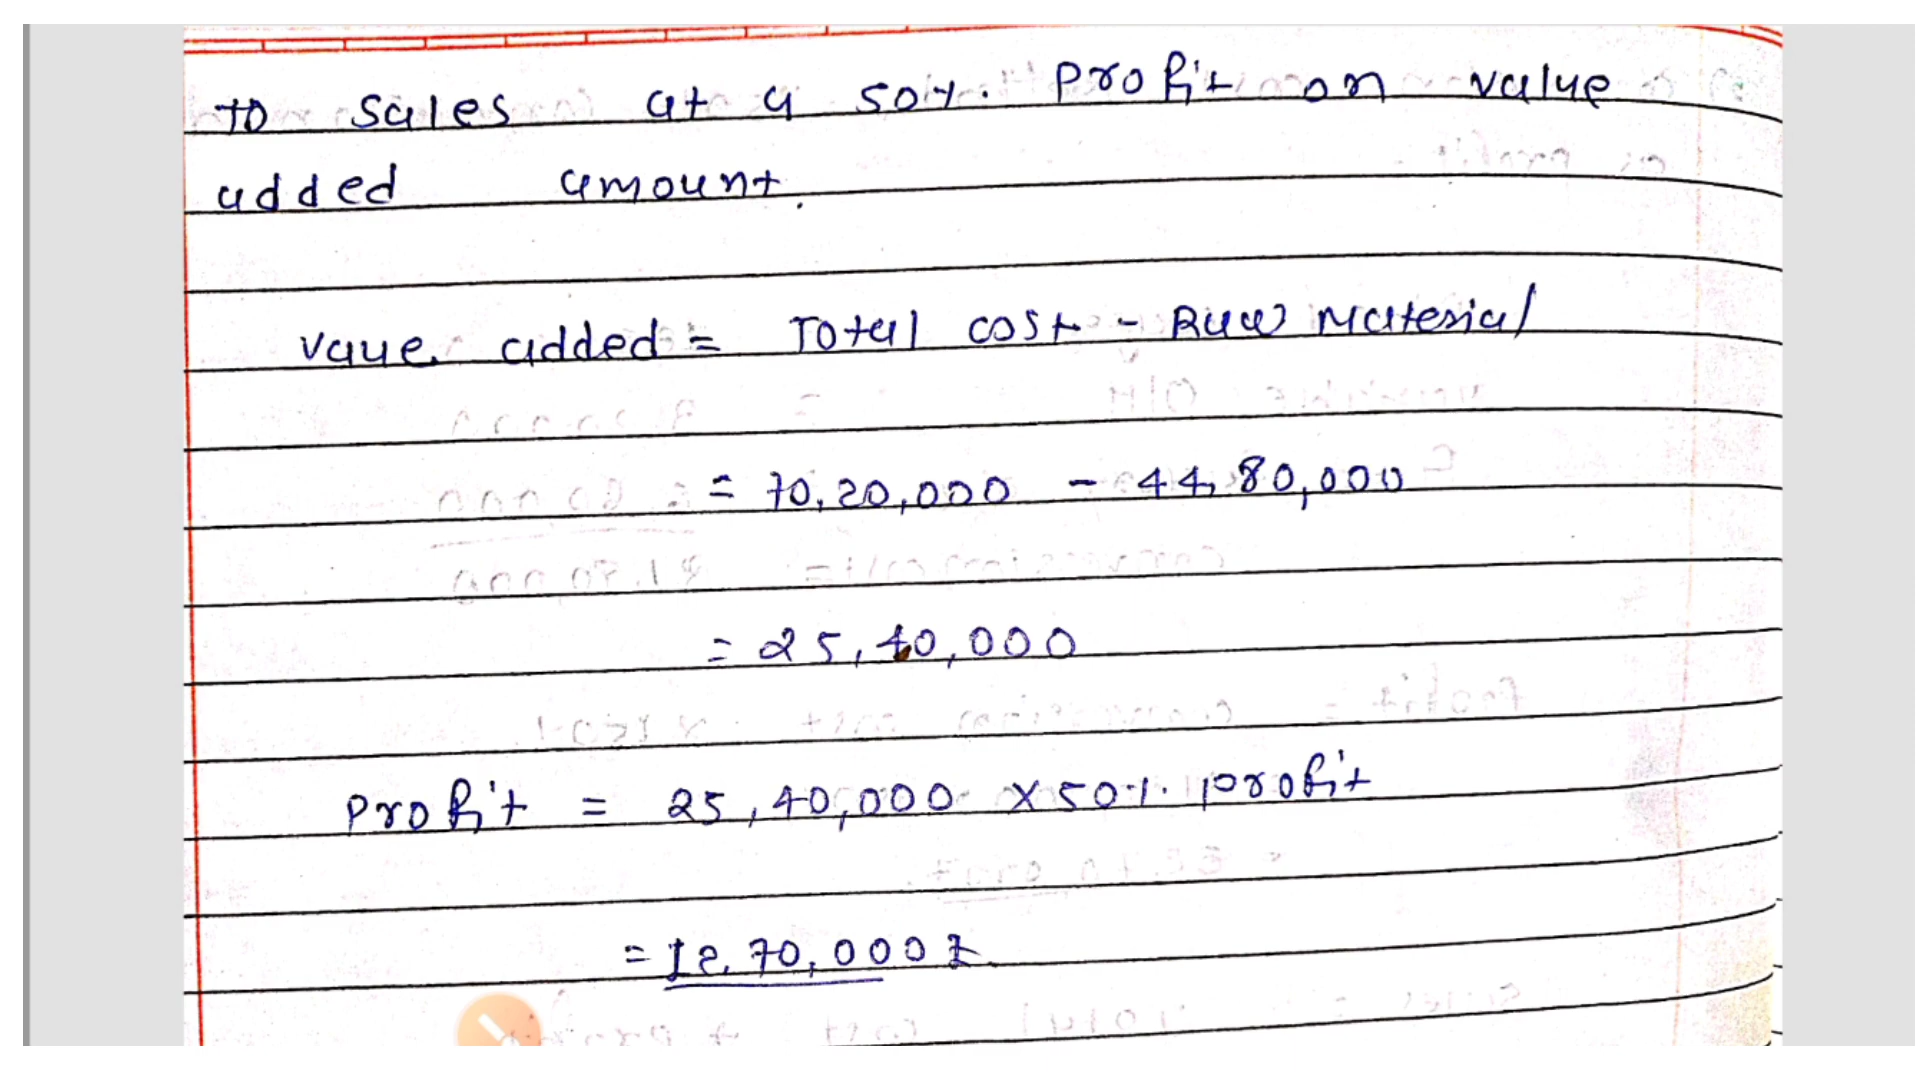 to sales at a 50%. Profit on value
added amount.
vaue added = Total cost - Raw Material
= 70,20,000 - 44,80,000
= 25,40,000
Profit = 25,40,000 x 50%. profit
= 12,70,000 ₹